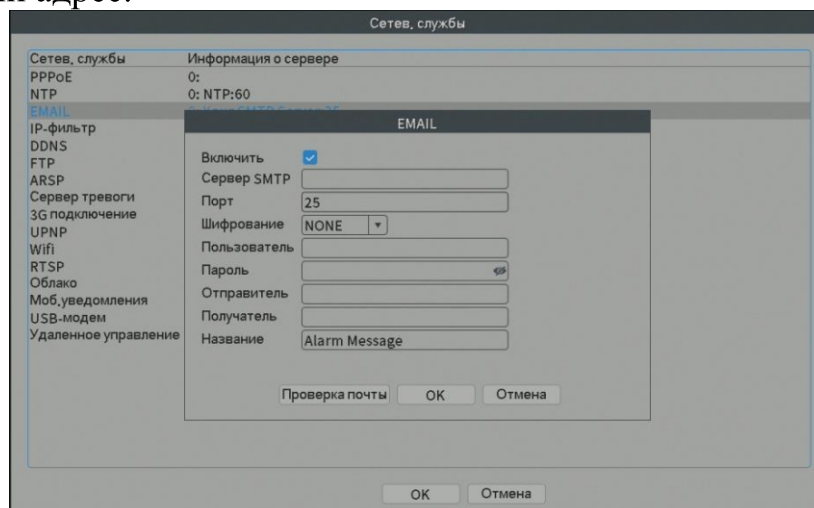 адрес.
Сетев, службы
Сетев, службы Информация о сервере
PPPoE 0:
NTP 0: NTP:60
EMAIL
IP-фильтр
DDNS
FTP
ARSP
Сервер тревоги
3G подключение
UPNP
Wifi
RTSP
Облако
Моб,уведомления
USB-модем
Удаленное управление
EMAIL
Включить
Сервер SMTP
Порт 25
Шифрование NONE
Пользователь
Пароль
Отправитель
Получатель
Название Alarm Message
Проверка почты OK Отмена
OK Отмена